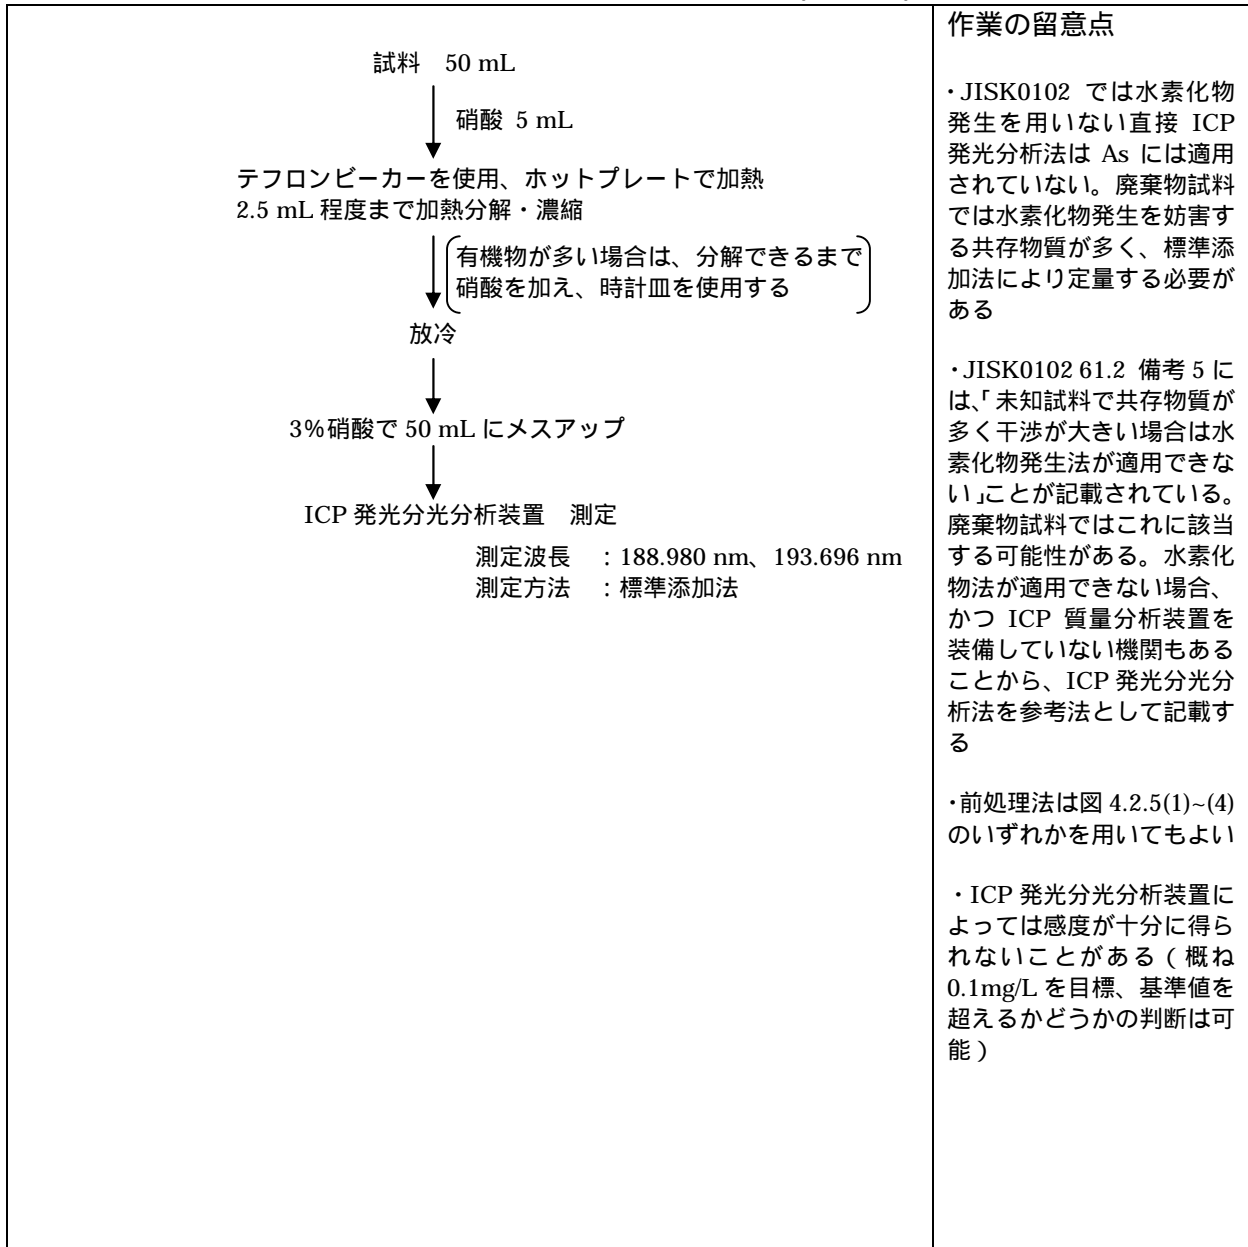 試料　50 mL
硝酸 5 mL
テフロンビーカーを使用、ホットプレートで加熱
2.5 mL 程度まで加熱分解・濃縮
有機物が多い場合は、分解できるまで
硝酸を加え、時計皿を使用する
放冷
3％硝酸で 50 mL にメスアップ
ICP 発光分光分析装置　測定
測定波長　：188.980 nm、193.696 nm
測定方法　：標準添加法
作業の留意点
・JISK0102 では水素化物
発生を用いない直接 ICP
発光分析法は As には適用
されていない。廃棄物試料
では水素化物発生を妨害す
る共存物質が多く、標準添
加法により定量する必要が
ある
・JISK0102 61.2 備考 5 に
は、「未知試料で共存物質が
多く干渉が大きい場合は水
素化物発生法が適用できな
い」ことが記載されている。
廃棄物試料ではこれに該当
する可能性がある。水素化
物法が適用できない場合、
かつ ICP 質量分析装置を
装備していない機関もある
ことから、ICP 発光分光分
析法を参考法として記載す
る
・前処理法は図 4.2.5(1)~(4)
のいずれかを用いてもよい
・ICP 発光分光分析装置に
よっては感度が十分に得ら
れないことがある（概ね
0.1mg/L を目標、基準値を
超えるかどうかの判断は可
能）